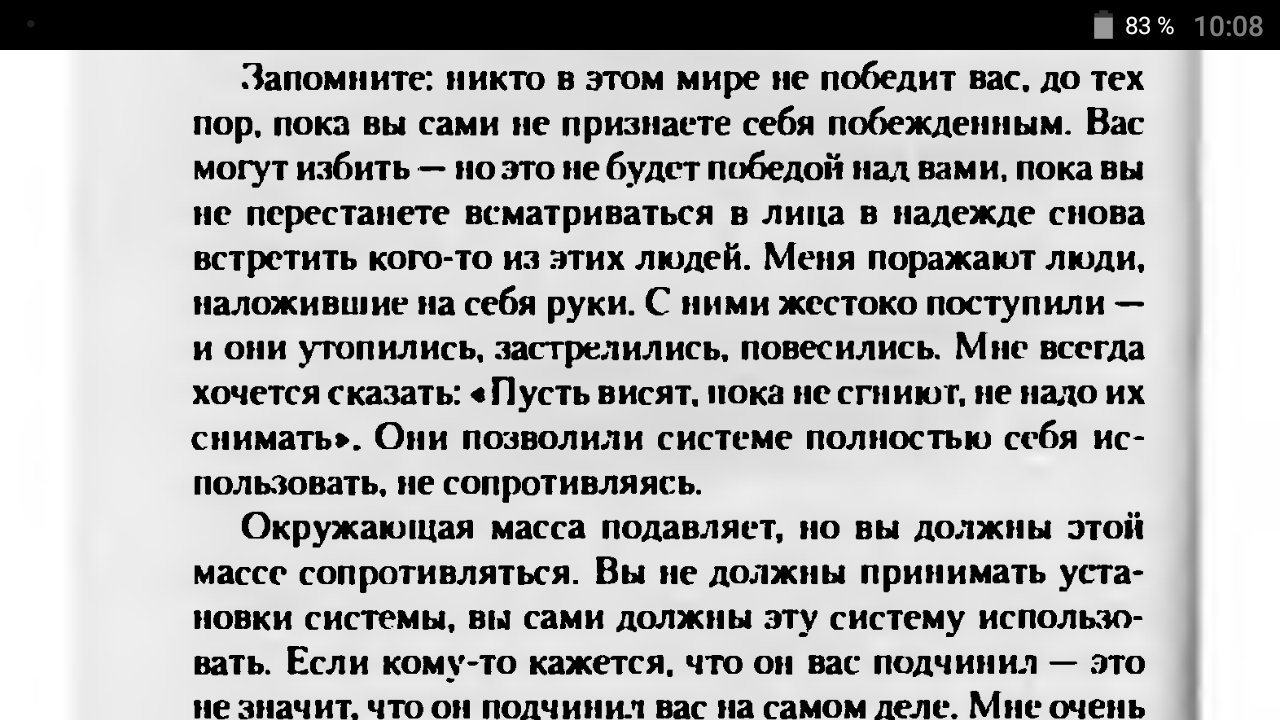 83 % 10:08
Запомните: никто в этом мире не победит вас, до тех
пор, пока вы сами не признаете себя побежденным. Вас
могут избить — но это не будет победой над вами, пока вы
не перестанете всматриваться в лица в надежде снова
встретить кого-то из этих людей. Меня поражают люди,
наложившие на себя руки. С ними жестоко поступили —
и они утопились, застрелились, повесились. Мне всегда
хочется сказать: «Пусть висят, пока не сгниют, не надо их
снимать». Они позволили системе полностью себя ис-
пользовать, не сопротивляясь.
Окружающая масса подавляет, но вы должны этой
массе сопротивляться. Вы не должны принимать уста-
новки системы, вы сами должны эту систему использо-
вать. Если кому-то кажется, что он вас подчинил — это
не значит, что он подчинил вас на самом деле. Мне очень